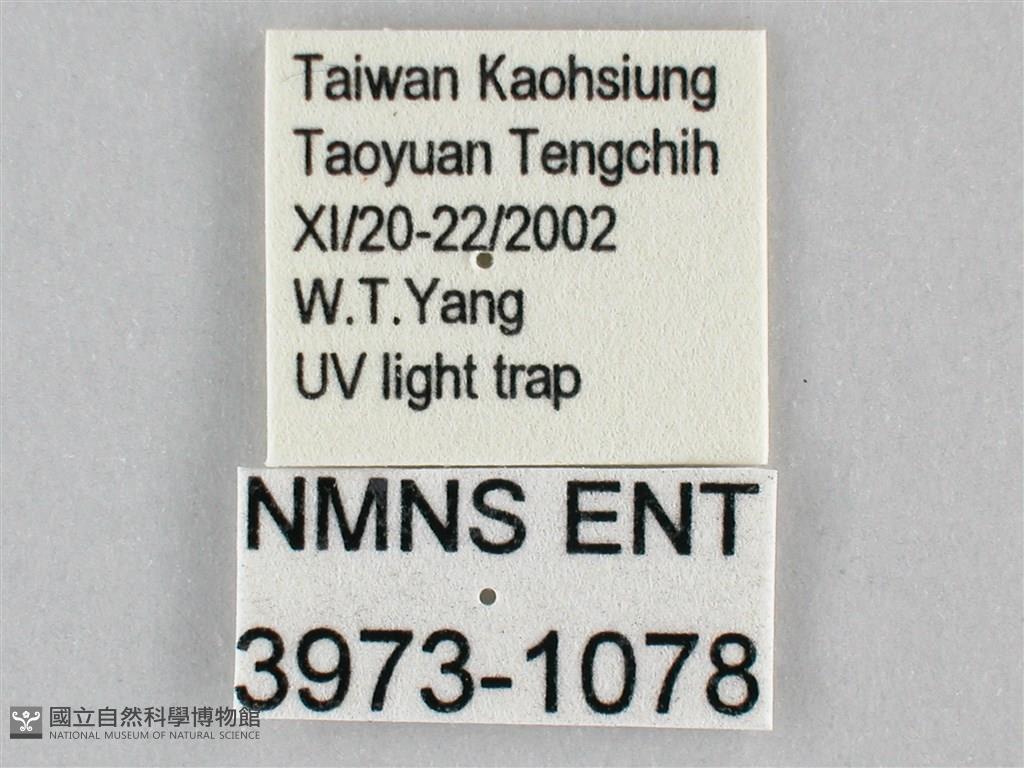 Taiwan Kaohsiung
Taoyuan Tengchih
XI/20-22/2002
W.T.Yang
UV light trap
NMNS ENT
3973-1078
國立自然科學博物館
NATIONAL MUSEUM OF NATURAL SCIENCE